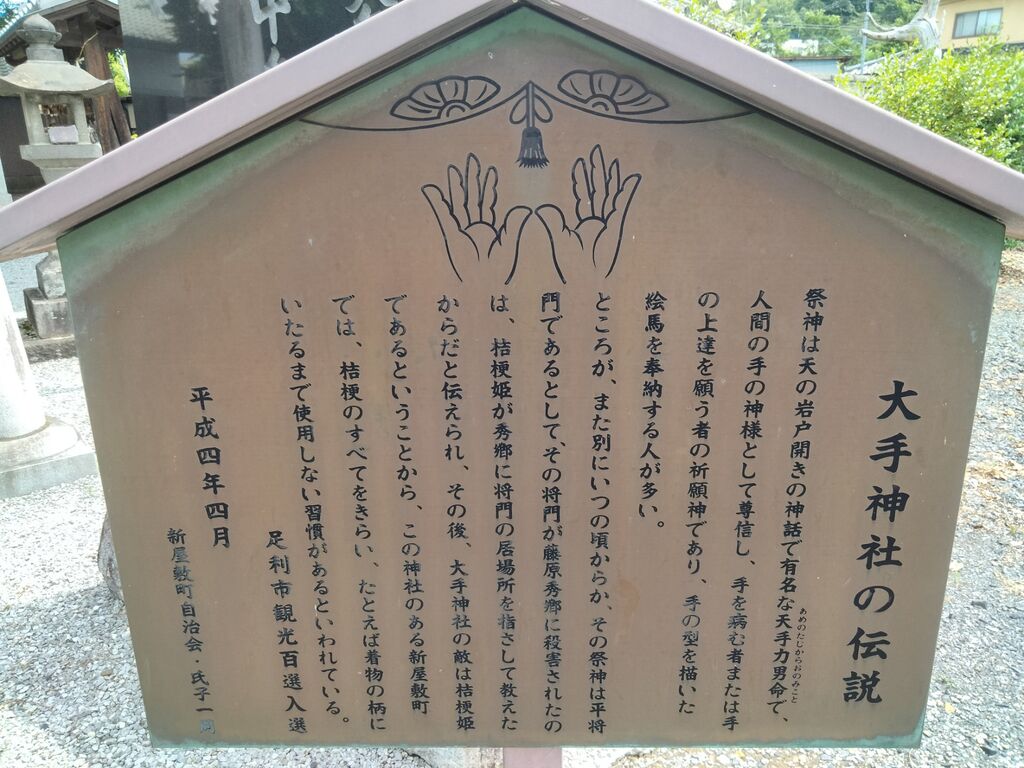 大手神社の伝説
祭神は天の岩戸開きの神話で有名な天手力男命で、
あめのたじからおのみこと
人間の手の神様として尊信し、手を病む者または手
の上達を願う者の祈願神であり、手の型を描いた
絵馬を奉納する人が多い。
ところが、また別にいつの頃からか、その祭神は平将
門であるとして、その将門が藤原秀郷に殺害されたの
は、桔梗姫が秀郷に将門の居場所を指さして教えた
からだと伝えられ、その後、大手神社の敵は桔梗姫
であるということから、この神社のある新屋敷町
では、桔梗のすべてをきらい、たとえば着物の柄に
いたるまで使用しない習慣があるといわれている。
足利市観光百選入選
平成四年四月
新屋敷町自治会・氏子一同